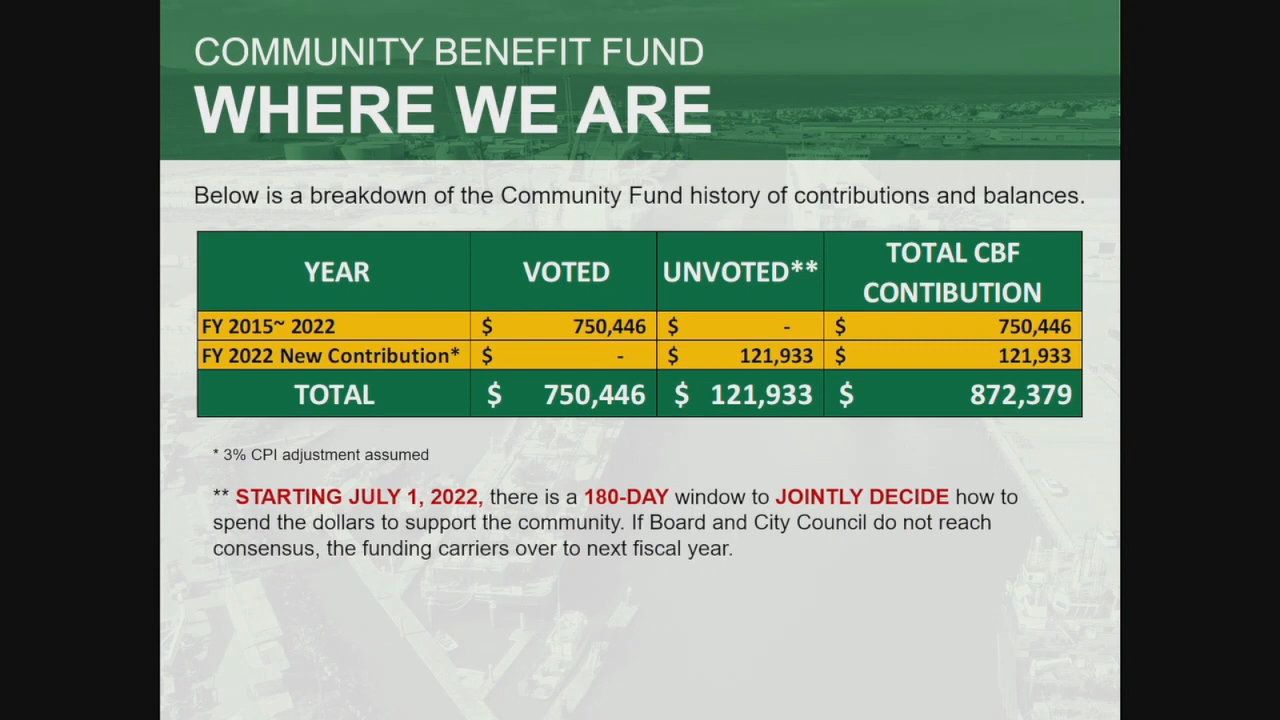 COMMUNITY BENEFIT FUND
WHERE WE ARE
Below is a breakdown of the Community Fund history of contributions and balances.
YEAR VOTED UNVOTED** TOTAL CBF CONTIBUTION
FY 2015~ 2022 $ 750,446 $ - $ 750,446
FY 2022 New Contribution* $ - $ 121,933 $ 121,933
TOTAL $ 750,446 $ 121,933 $ 872,379
* 3% CPI adjustment assumed
** STARTING JULY 1, 2022, there is a 180-DAY window to JOINTLY DECIDE how to
spend the dollars to support the community. If Board and City Council do not reach
consensus, the funding carriers over to next fiscal year.